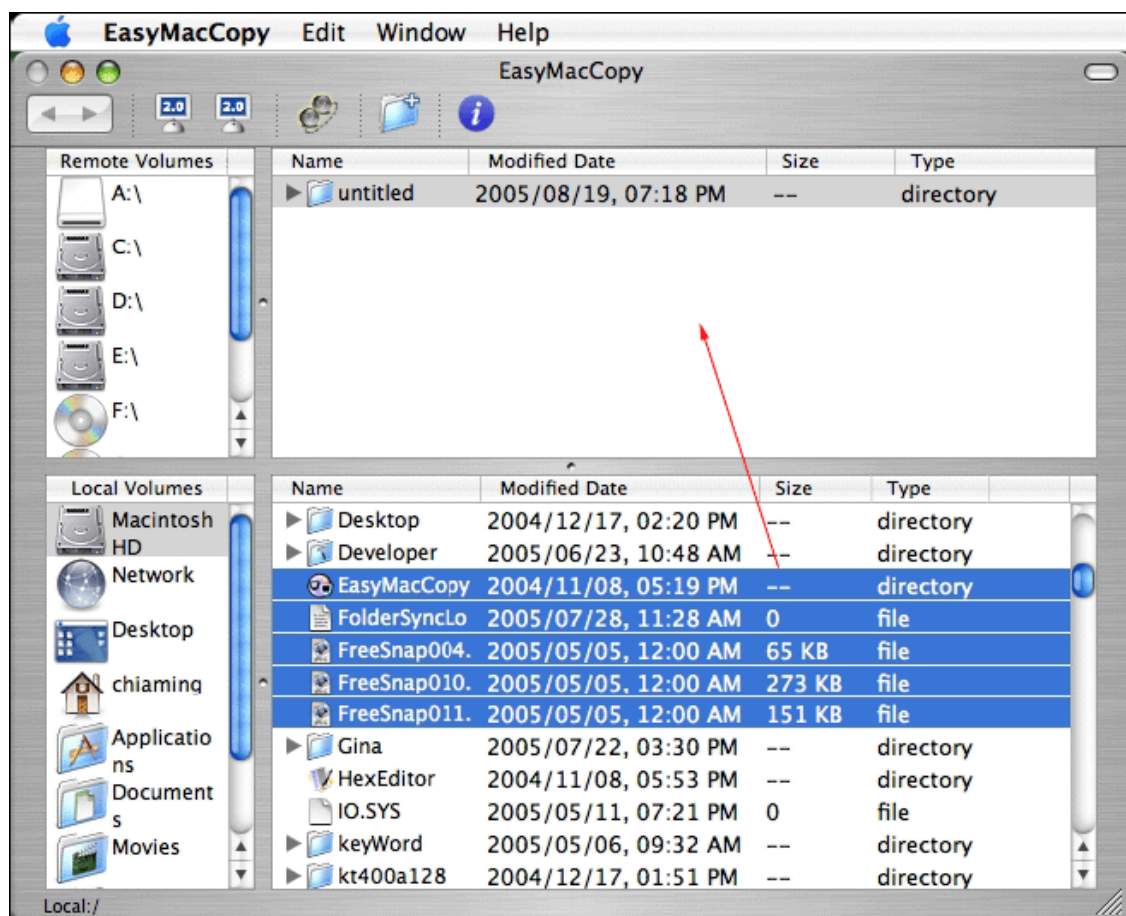 EasyMacCopy Edit Window Help
EasyMacCopy
2.0 2.0 i
Remote Volumes
A:\
C:\
D:\
E:\
F:\
Name Modified Date Size Type
untitled 2005/08/19, 07:18 PM -- directory
Local Volumes
Macintosh
HD
Network
Desktop
chiaming
Applicatio
ns
Document
s
Movies
Name Modified Date Size Type
Desktop 2004/12/17, 02:20 PM -- directory
Developer 2005/06/23, 10:48 AM -- directory
EasyMacCopy 2004/11/08, 05:19 PM -- directory
FolderSyncLo 2005/07/28, 11:28 AM 0 file
FreeSnap004. 2005/05/05, 12:00 AM 65 KB file
FreeSnap010. 2005/05/05, 12:00 AM 273 KB file
FreeSnap011. 2005/05/05, 12:00 AM 151 KB file
Gina 2005/07/22, 03:30 PM -- directory
HexEditor 2004/11/08, 05:53 PM -- directory
IO.SYS 2005/05/11, 07:21 PM 0 file
keyWord 2005/05/06, 09:32 AM -- directory
kt400a128 2004/12/17, 01:51 PM -- directory
Local:/